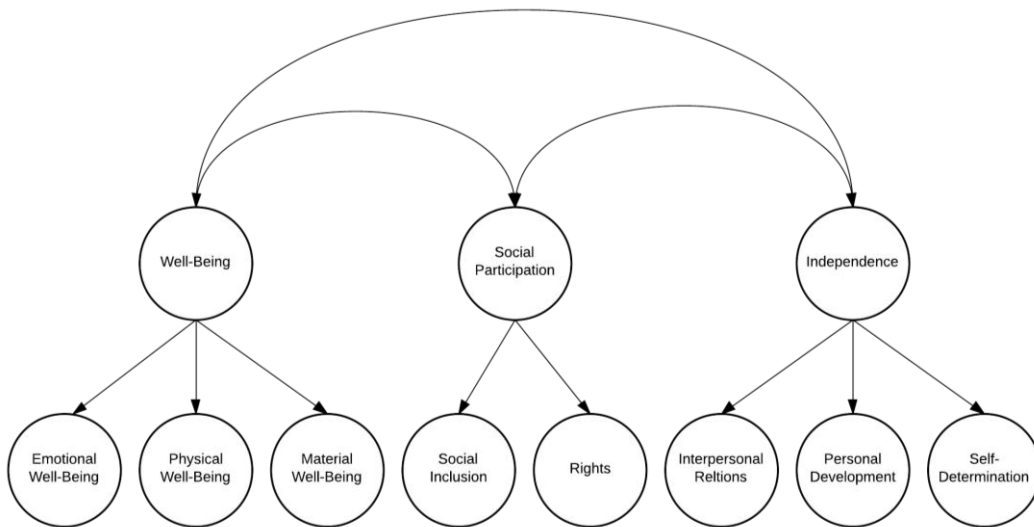 Well-Being
Social
Participation
Independence
Emotional
Well-Being
Physical
Well-Being
Material
Well-Being
Social
Inclusion
Rights
Interpersonal
Reltions
Personal
Development
Self-
Determination